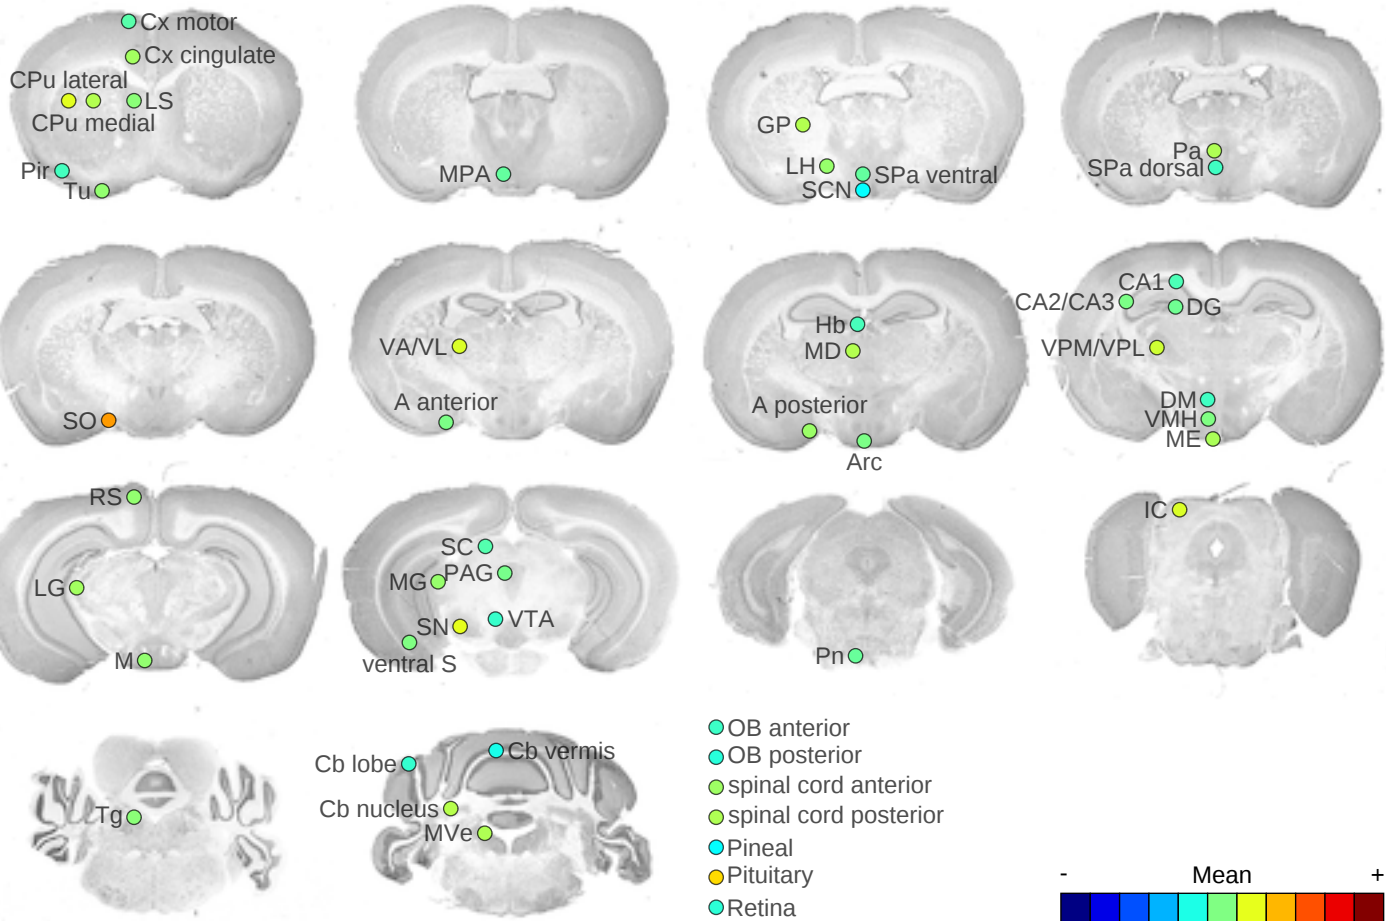 Cx motor
Cx cingulate
CPu lateral
LS
CPu medial
Pir
Tu
MPA
GP
LH
SPa ventral
SCN
Pa
SPa dorsal
SO
VA/VL
A anterior
Hb
MD
A posterior
Arc
CA1
CA2/CA3
DG
VPM/VPL
DM
VMH
ME
RS
LG
M
SC
PAG
MG
VTA
SN
ventral S
Pn
IC
Tg
Cb vermis
Cb lobe
Cb nucleus
MVe
OB anterior
OB posterior
spinal cord anterior
spinal cord posterior
Pineal
Pituitary
Retina
- Mean +